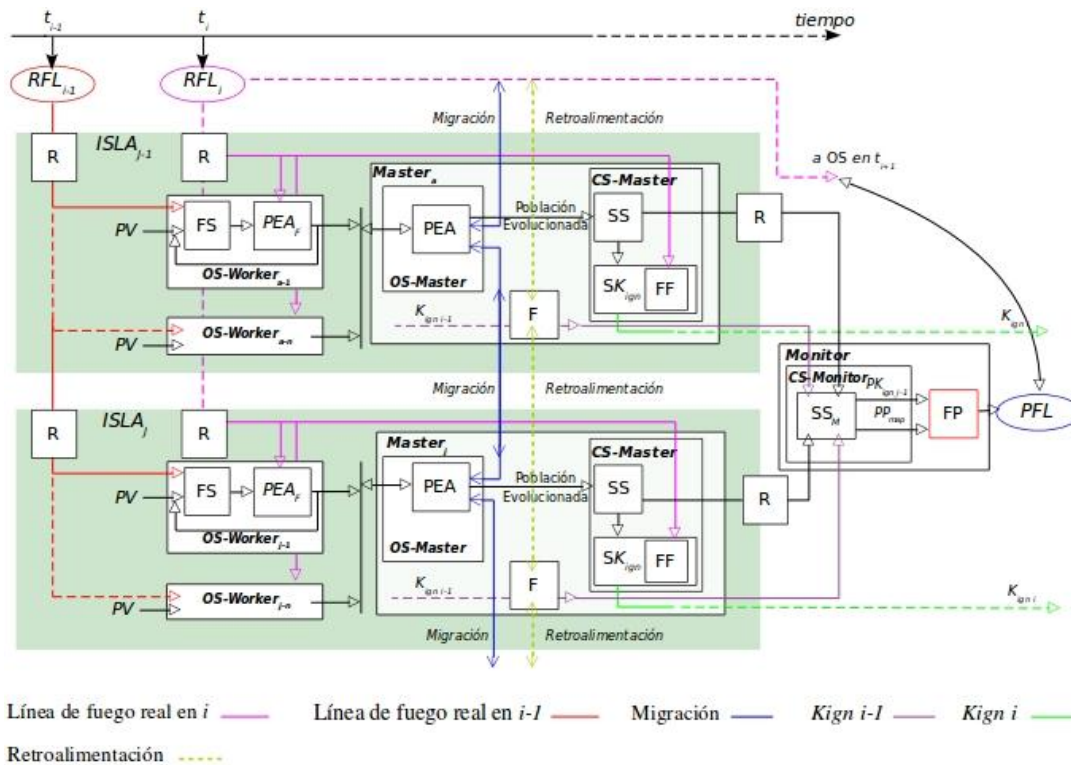 t i-1
t i
tiempo
RFL i-1
RFL i
Migración
Retroalimentación
R
ISLA J-1
R
a OS en t i+1
Master a
CS-Master
Población
Evolucionada
SS
R
PV
FS
PEA F
PEA
OS-Worker a-1
OS-Master
SK ign
FF
K ign i-1
F
K ign i
PV
OS-Worker a-n
Monitor
Migración
Retroalimentación
CS-Monitor
PK ign j-1
SS M
PP map
FP
PFL
R
ISLA J
R
Master j
CS-Master
Población
Evolucionada
SS
R
PV
FS
PEA F
PEA
OS-Worker j-1
OS-Master
SK ign
FF
K ign i-1
F
K ign i
PV
OS-Worker j-n
Migración
Retroalimentación
Línea de fuego real en i
Línea de fuego real en i-1
Migración
Kign i-1
Kign i
Retroalimentación